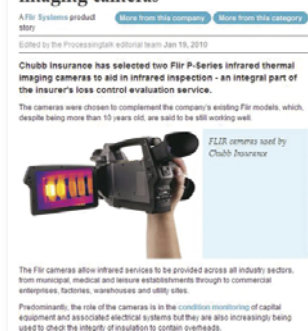 imaging cameras
A Flir Systems product story
More from this company
More from this category
Edited by the Processingtalk editorial team Jan 19, 2010
Chubb Insurance has selected two Flir P-Series infrared thermal
imaging cameras to aid in infrared inspection - an integral part of
the insurer's loss control evaluation service.
The cameras were chosen to complement the company's existing Flir models, which,
despite being more than 10 years old, are said to be still working well.
FLIR cameras used by
Chubb Insurance
The Flir cameras allow infrared services to be provided across all industry sectors,
from municipal, medical and leisure establishments through to commercial
enterprises, factories, warehouses and utility sites.
Predominantly, the role of the cameras is in the condition monitoring of capital
equipment and associated electrical systems but they are also increasingly being
used to check the integrity of insulation to contain overheads.